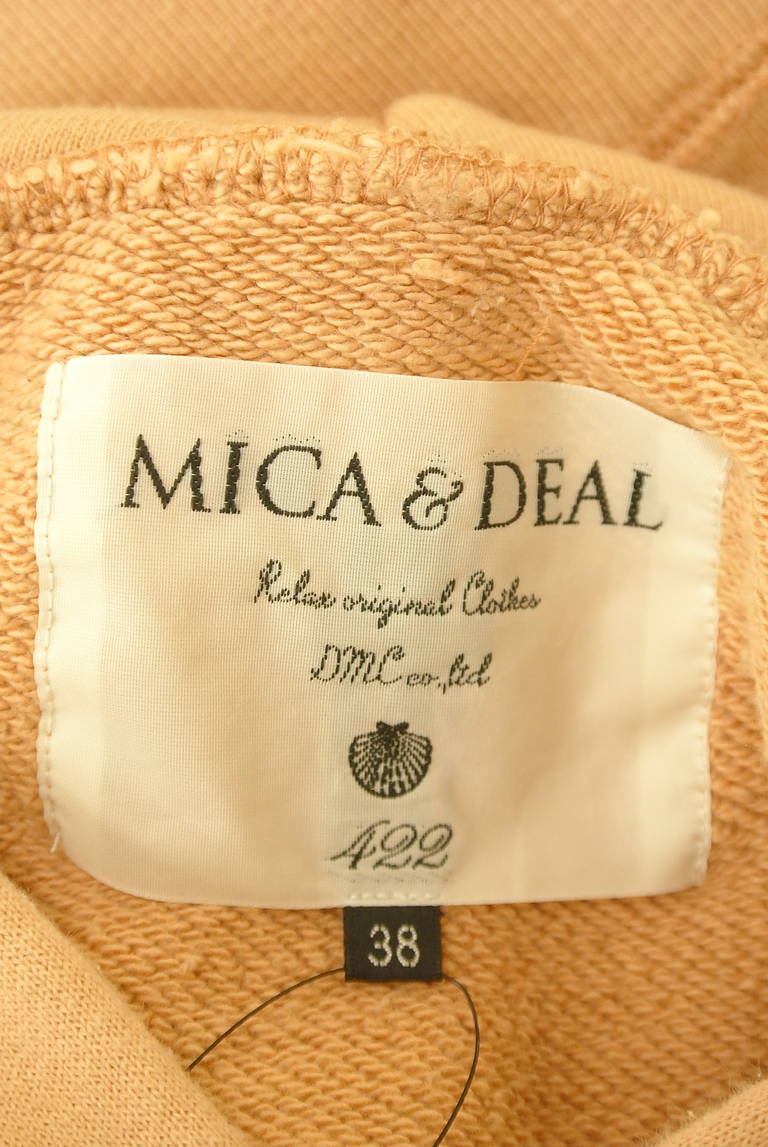 MICA & DEAL
Relax original Clothes
DMC co.,ltd
422
38